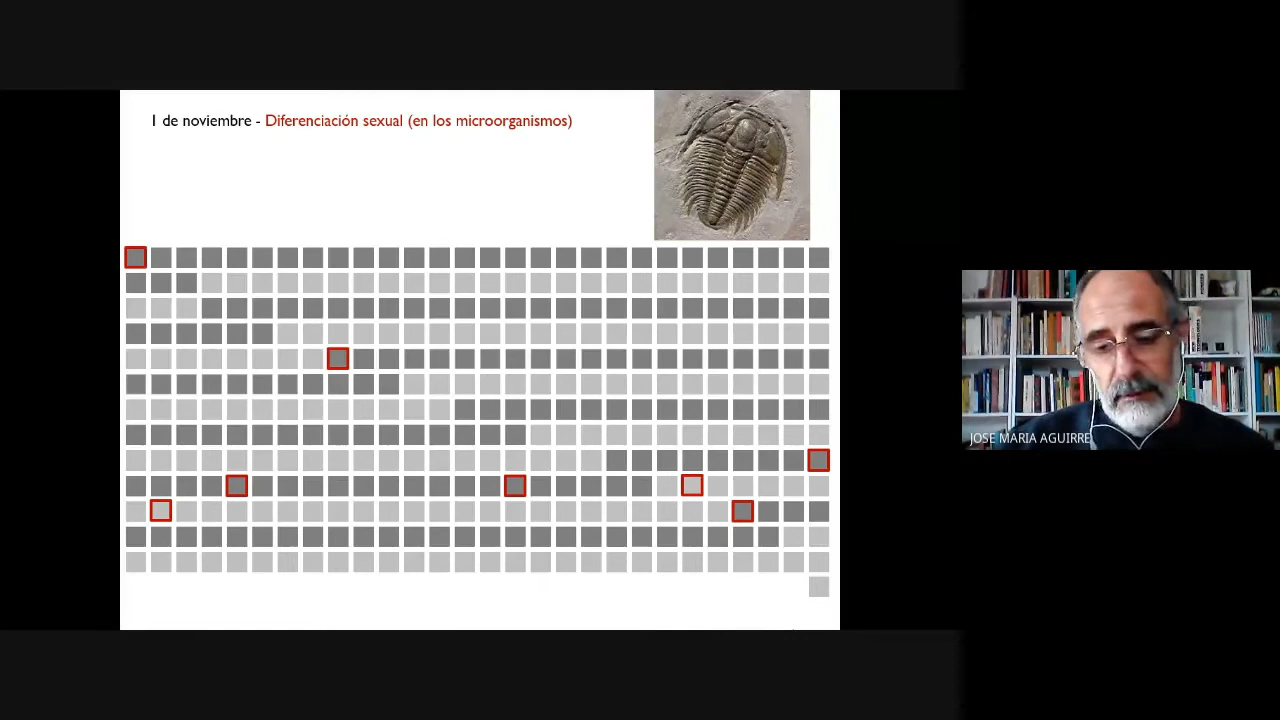 1 de noviembre - Diferenciación sexual (en los microorganismos)
JOSE MARIA AGUIRRE